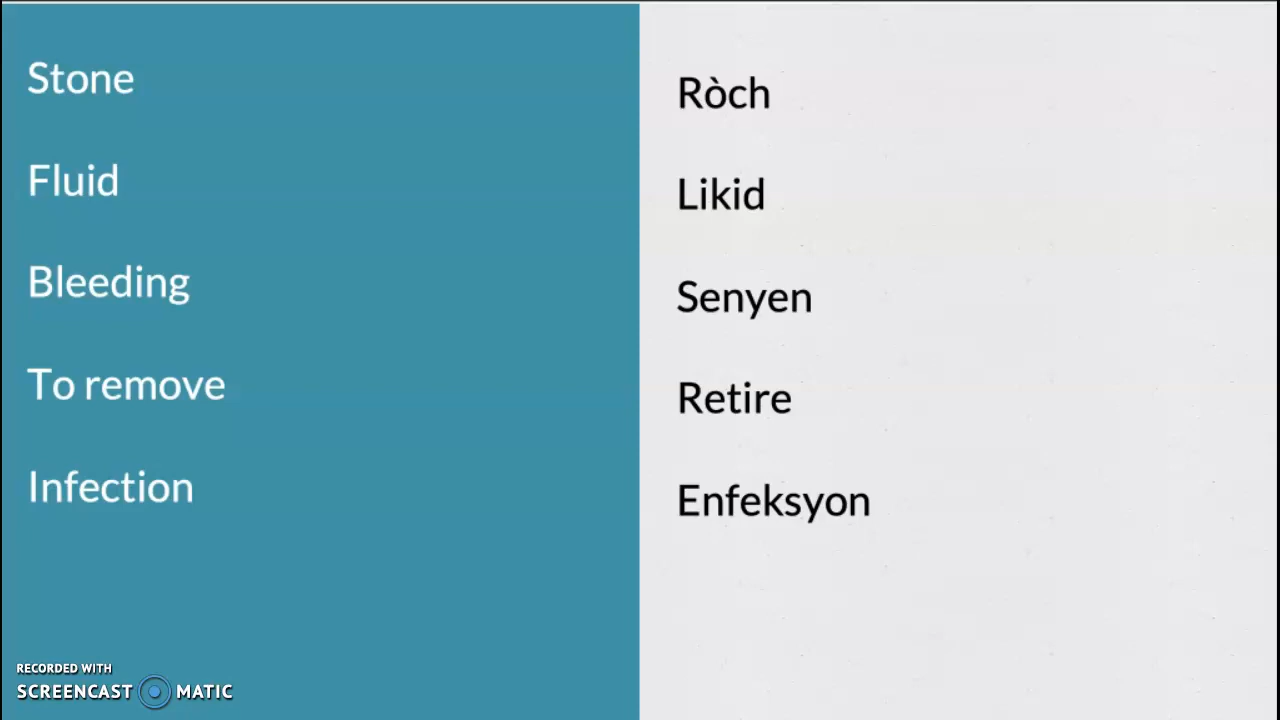 Stone
Fluid
Bleeding
To remove
Infection
Ròch
Likid
Senyen
Retire
Enfeksyon
RECORDED WITH
SCREENCAST MATIC